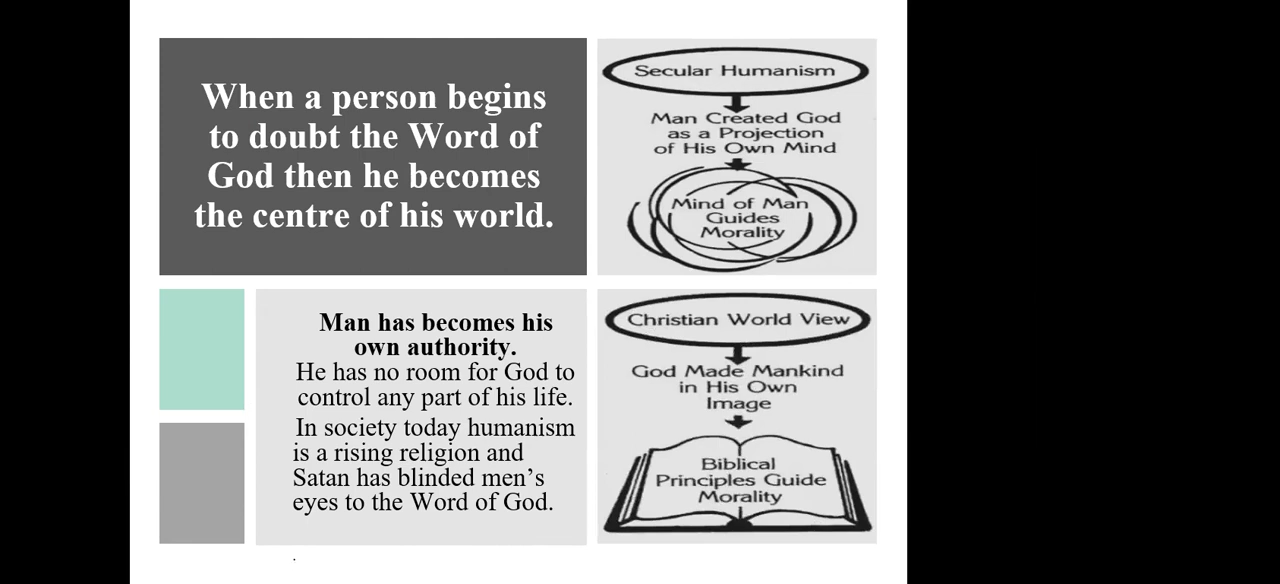 When a person begins
to doubt the Word of
God then he becomes
the centre of his world.
Secular Humanism
Man Created God
as a Projection
of His Own Mind
Mind of Man
Guides
Morality
Man has becomes his
own authority.
He has no room for God to
control any part of his life.
In society today humanism
is a rising religion and
Satan has blinded men’s
eyes to the Word of God.
.
Christian World View
God Made Mankind
in His Own
Image
Biblical
Principles Guide
Morality